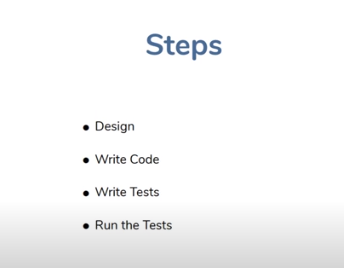 Steps
● Design
● Write Code
● Write Tests
● Run the Tests